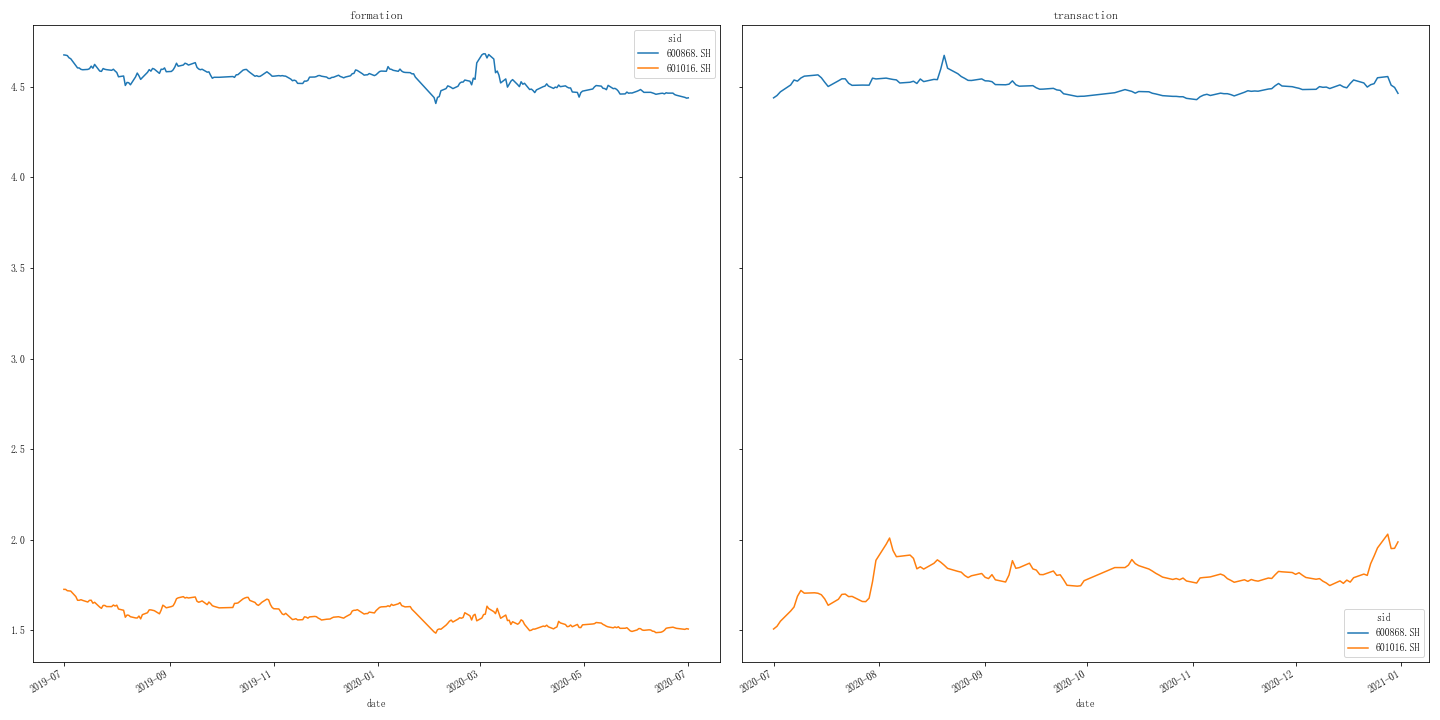 formation
sid
600868.SH
601016.SH
4.5
4.0
3.5
3.0
2.5
2.0
1.5
2019-07
2019-09
2019-11
2020-01
2020-03
2020-05
2020-07
date
transaction
sid
600868.SH
601016.SH
2020-07
2020-08
2020-09
2020-10
2020-11
2020-12
2021-01
date